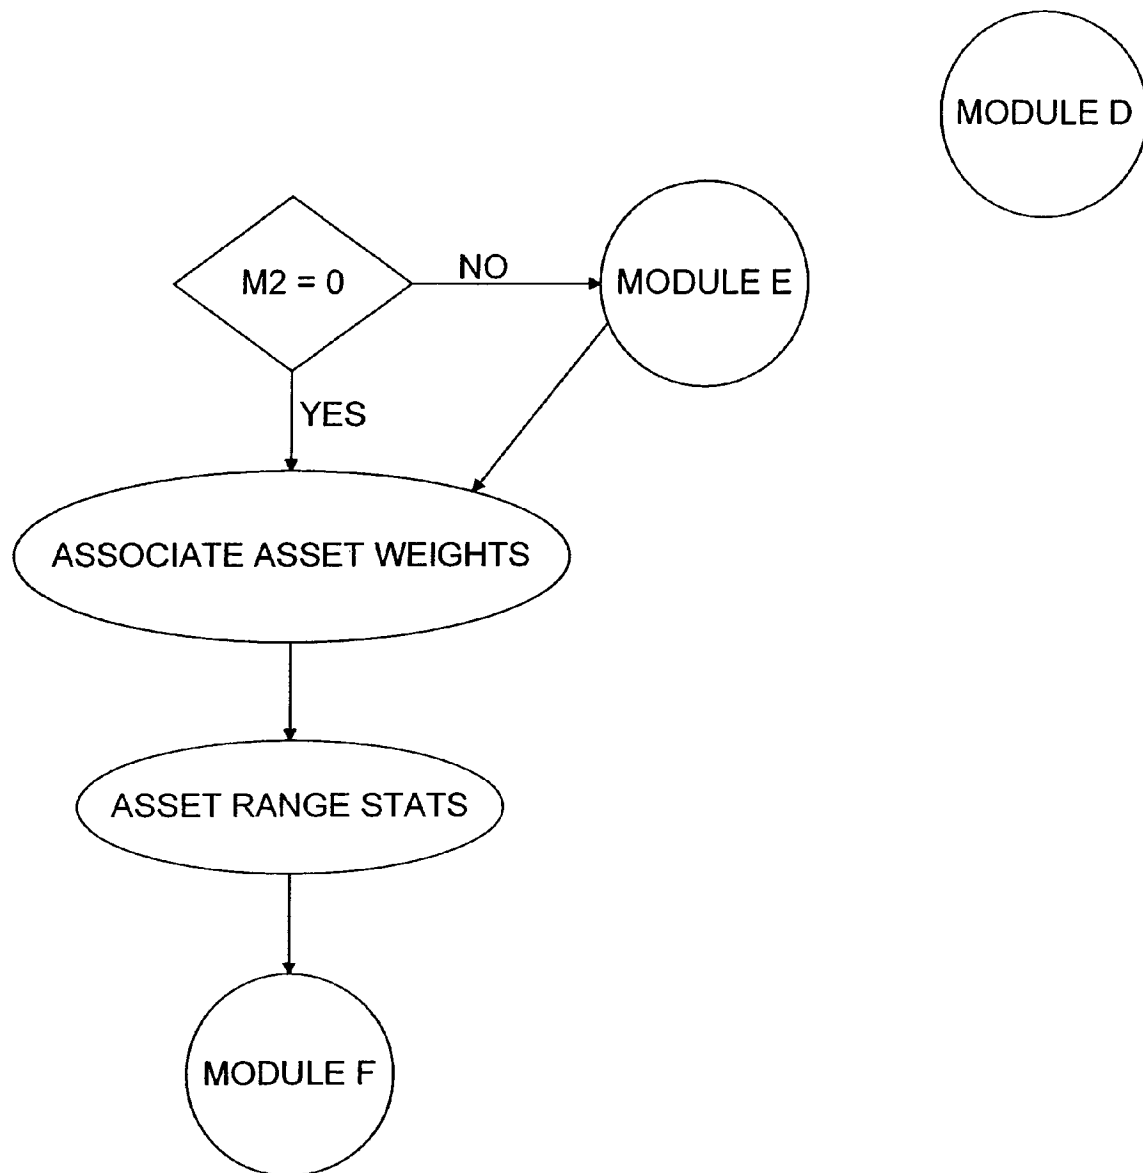 MODULE D
M2 = 0
NO
MODULE E
YES
ASSOCIATE ASSET WEIGHTS
ASSET RANGE STATS
MODULE F